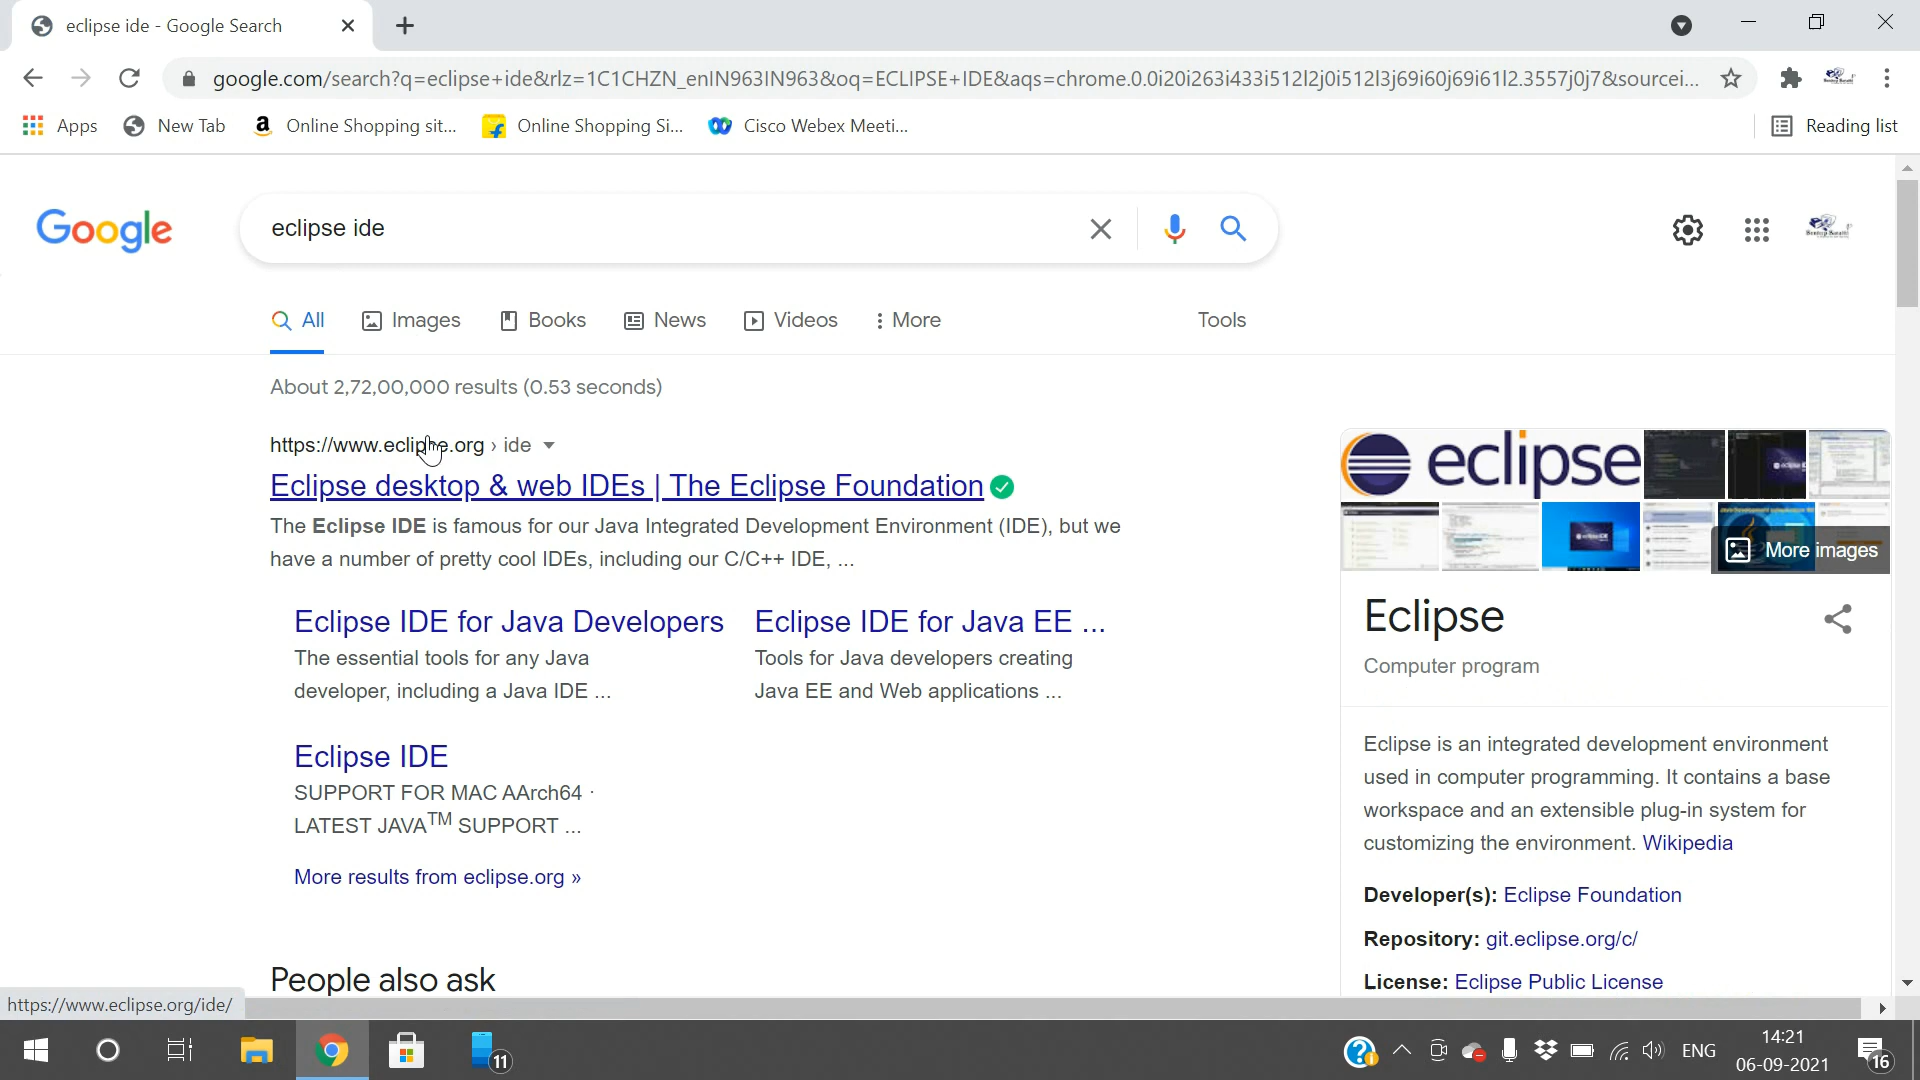 eclipse ide - Google Search
google.com/search?q=eclipse+ide&rlz=1C1CHZN_enIN963IN963&oq=ECLIPSE+IDE&aqs=chrome.0.0i20i263i433i512l2j0i512l3j69i60j69i61l2.3557j0j7&sourcei...
Apps New Tab Online Shopping sit... Online Shopping Si... Cisco Webex Meeti... Reading list
Google eclipse ide
All Images Books News Videos More Tools
About 2,72,00,000 results (0.53 seconds)
https://www.eclipse.org › ide
Eclipse desktop & web IDEs | The Eclipse Foundation
The Eclipse IDE is famous for our Java Integrated Development Environment (IDE), but we
have a number of pretty cool IDEs, including our C/C++ IDE, ...
Eclipse IDE for Java Developers
The essential tools for any Java
developer, including a Java IDE ...
Eclipse IDE for Java EE ...
Tools for Java developers creating
Java EE and Web applications ...
Eclipse IDE
SUPPORT FOR MAC AArch64 ·
LATEST JAVA™ SUPPORT ...
More results from eclipse.org »
People also ask
eclipse
More images
Eclipse
Computer program
Eclipse is an integrated development environment
used in computer programming. It contains a base
workspace and an extensible plug-in system for
customizing the environment. Wikipedia
Developer(s): Eclipse Foundation
Repository: git.eclipse.org/c/
License: Eclipse Public License
https://www.eclipse.org/ide/
11
ENG
14:21
06-09-2021
16